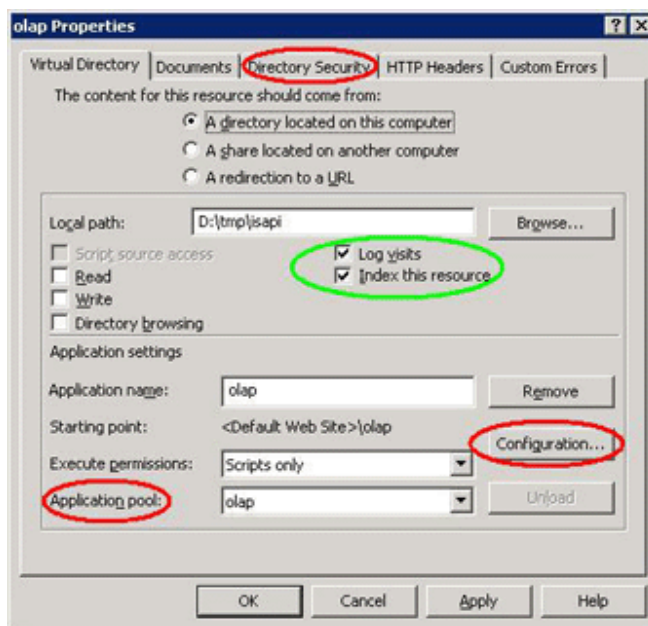 olap Properties
Virtual Directory Documents Directory Security HTTP Headers Custom Errors
The content for this resource should come from:
A directory located on this computer
A share located on another computer
A redirection to a URL
Local path: D:\tmp\isapi Browse...
Script source access Log visits
Read Index this resource
Write
Directory browsing
Application settings
Application name: olap Remove
Starting point: <Default Web Site>\olap
Configuration...
Execute permissions: Scripts only
Application pool: olap Unload
OK Cancel Apply Help